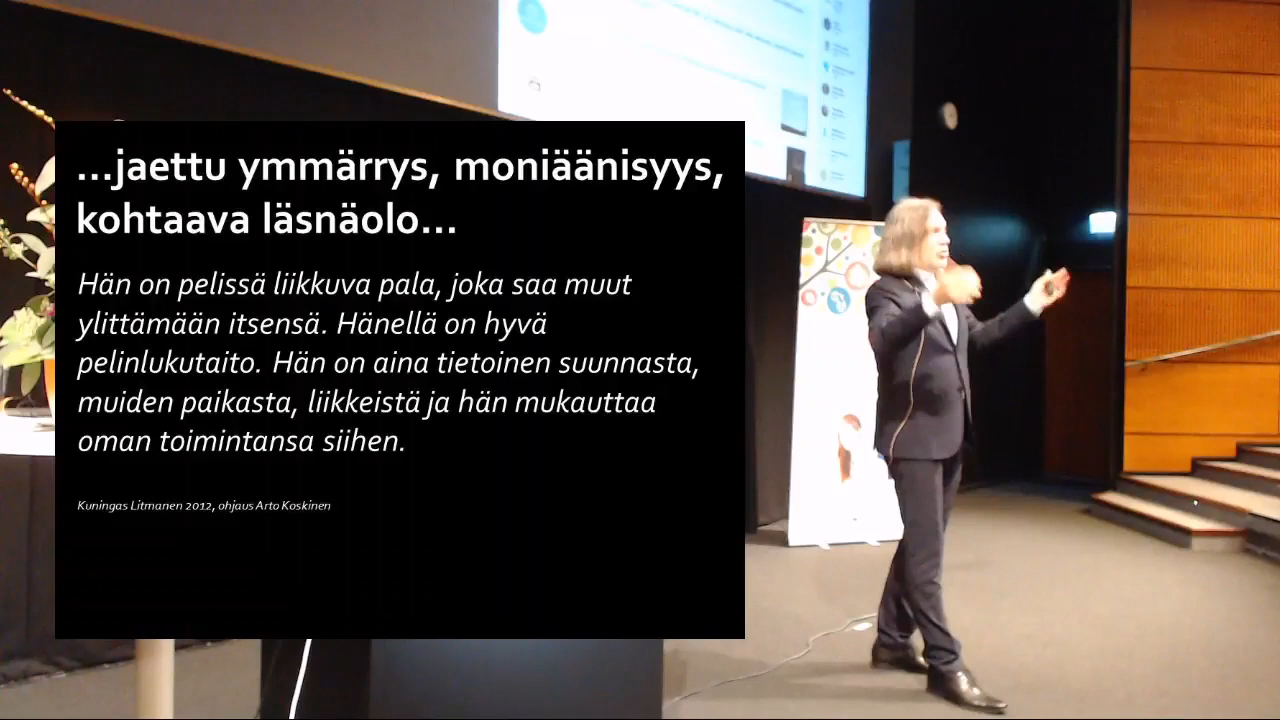 ...jaettu ymmärrys, moniäänisyys,
kohtaava läsnäolo...
Hän on pelissä liikkuva pala, joka saa muut
ylittämään itsensä. Hänellä on hyvä
pelinlukutaito. Hän on aina tietoinen suunnasta,
muiden paikasta, liikkeistä ja hän mukauttaa
oman toimintansa siihen.
Kuningas Litmanen 2012, ohjaus Arto Koskinen